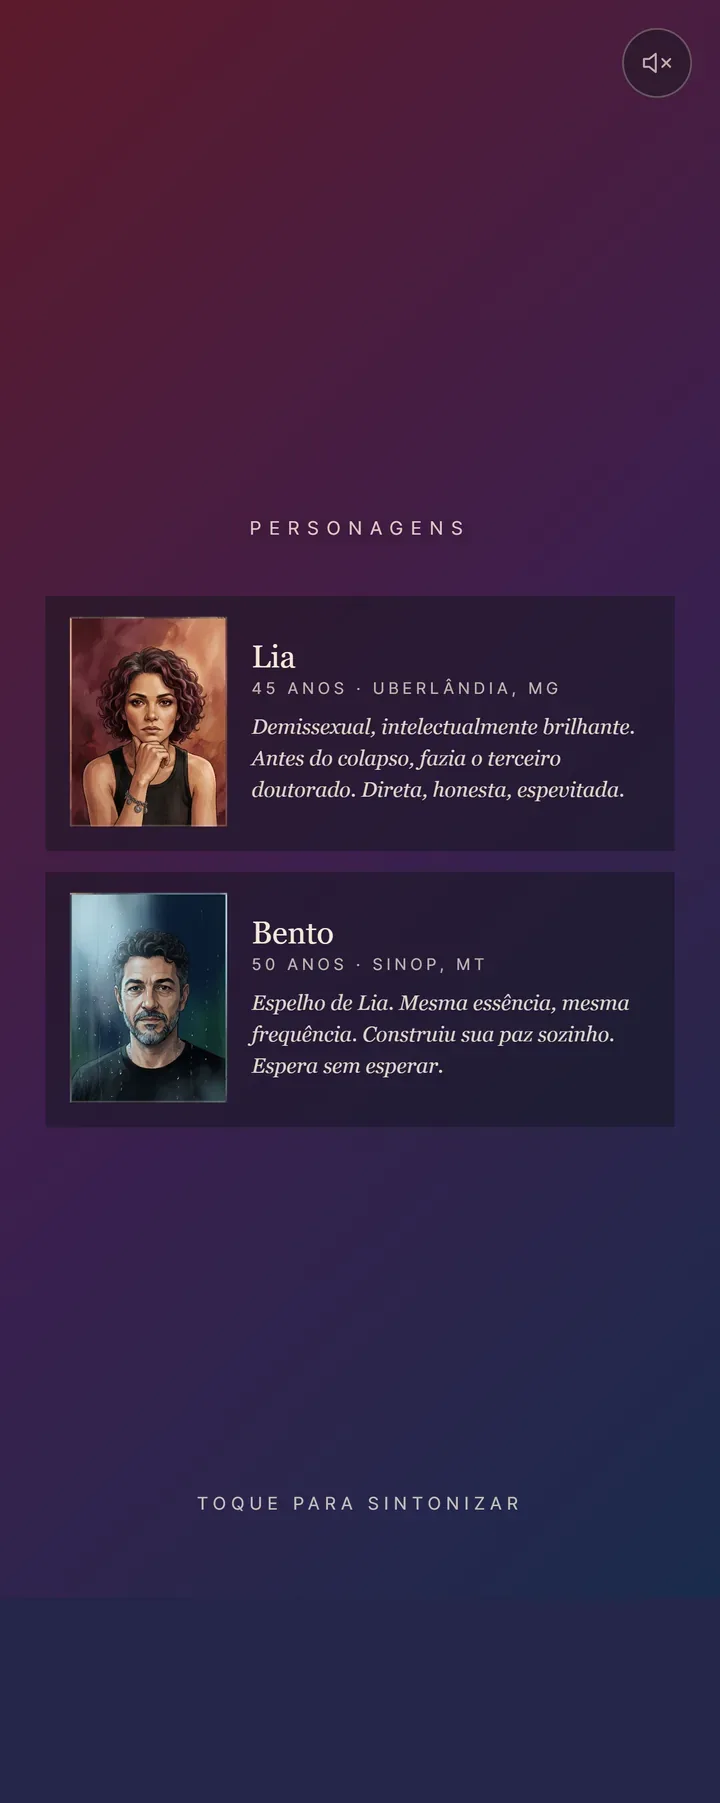 PERSONAGENS
Lia
45 ANOS · UBERLÂNDIA, MG
Demissexual, intelectualmente brilhante.
Antes do colapso, fazia o terceiro
doutorado. Direta, honesta, espevitada.
Bento
50 ANOS · SINOP, MT
Espelho de Lia. Mesma essência, mesma
frequência. Construiu sua paz sozinho.
Espera sem esperar.
TOQUE PARA SINTONIZAR